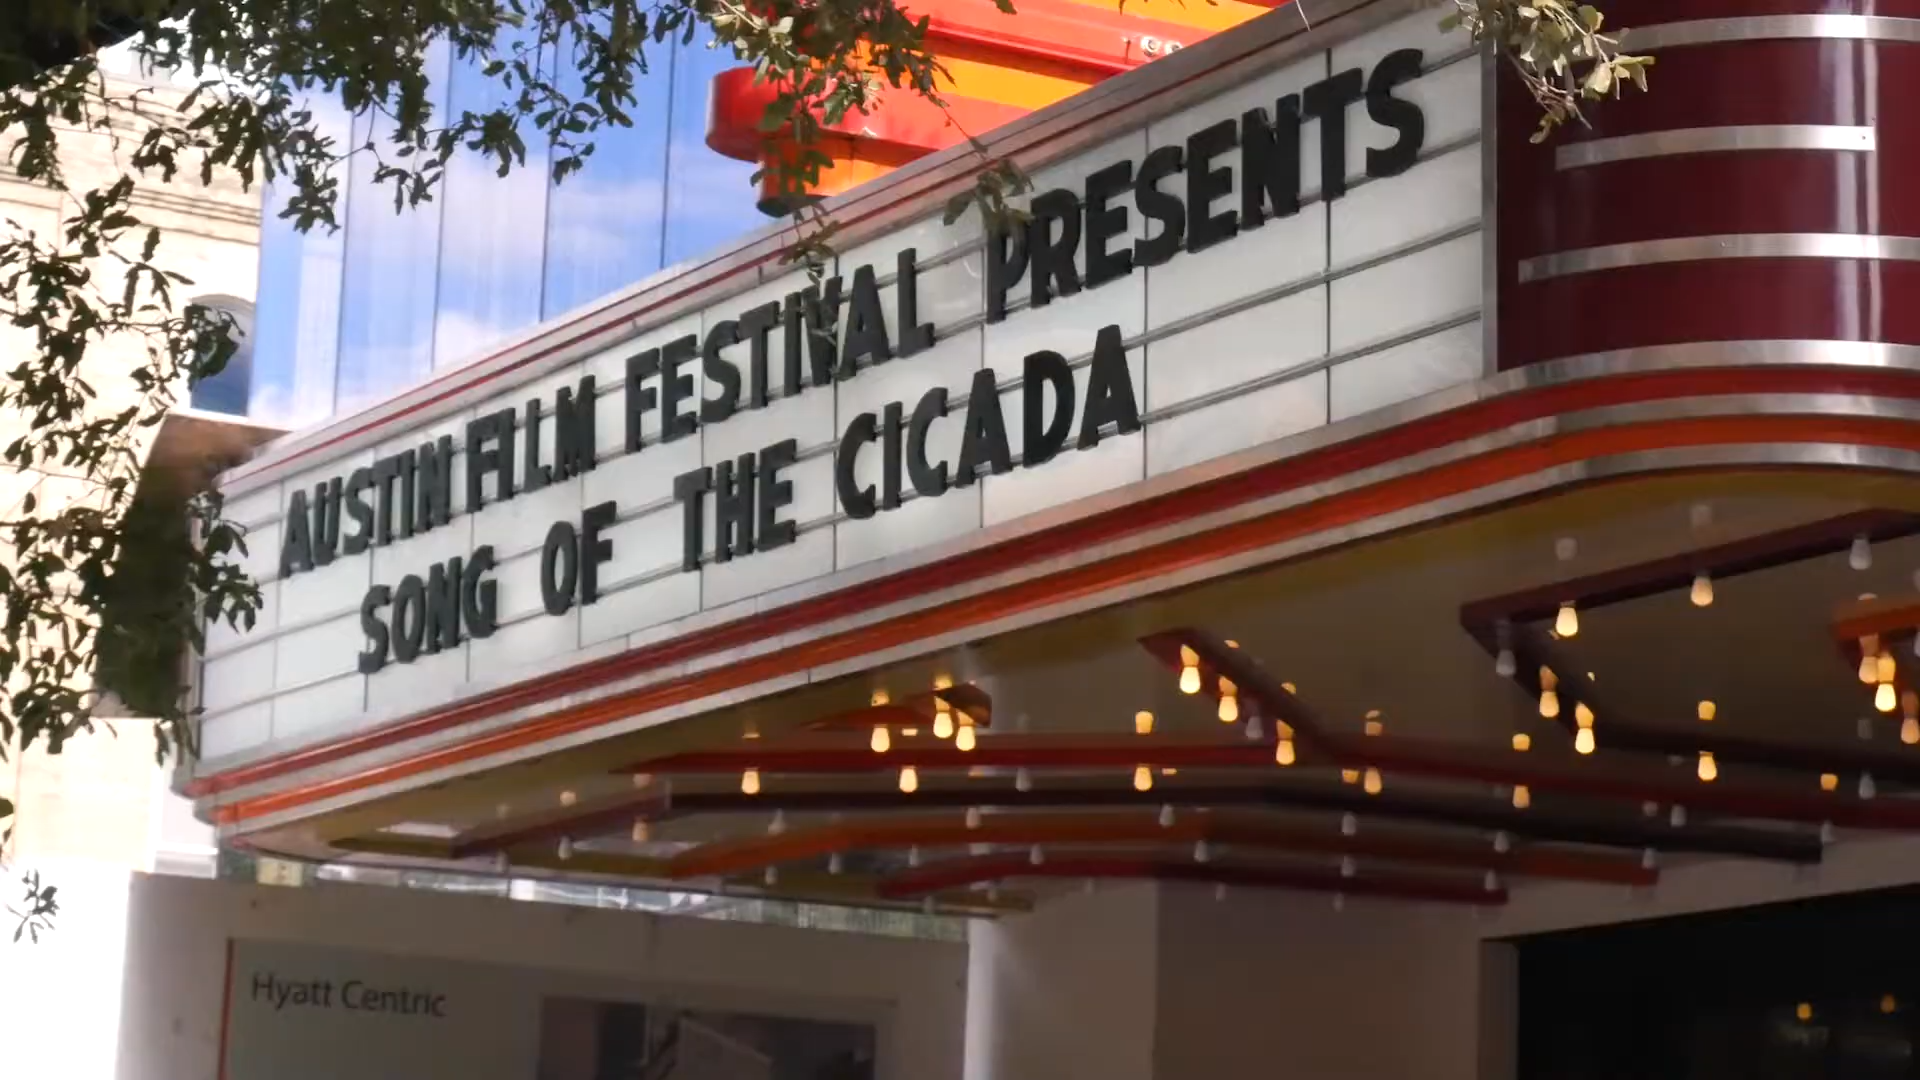 AUSTIN FILM FESTIVAL PRESENTS
SONG OF THE CICADA
Hyatt Centric